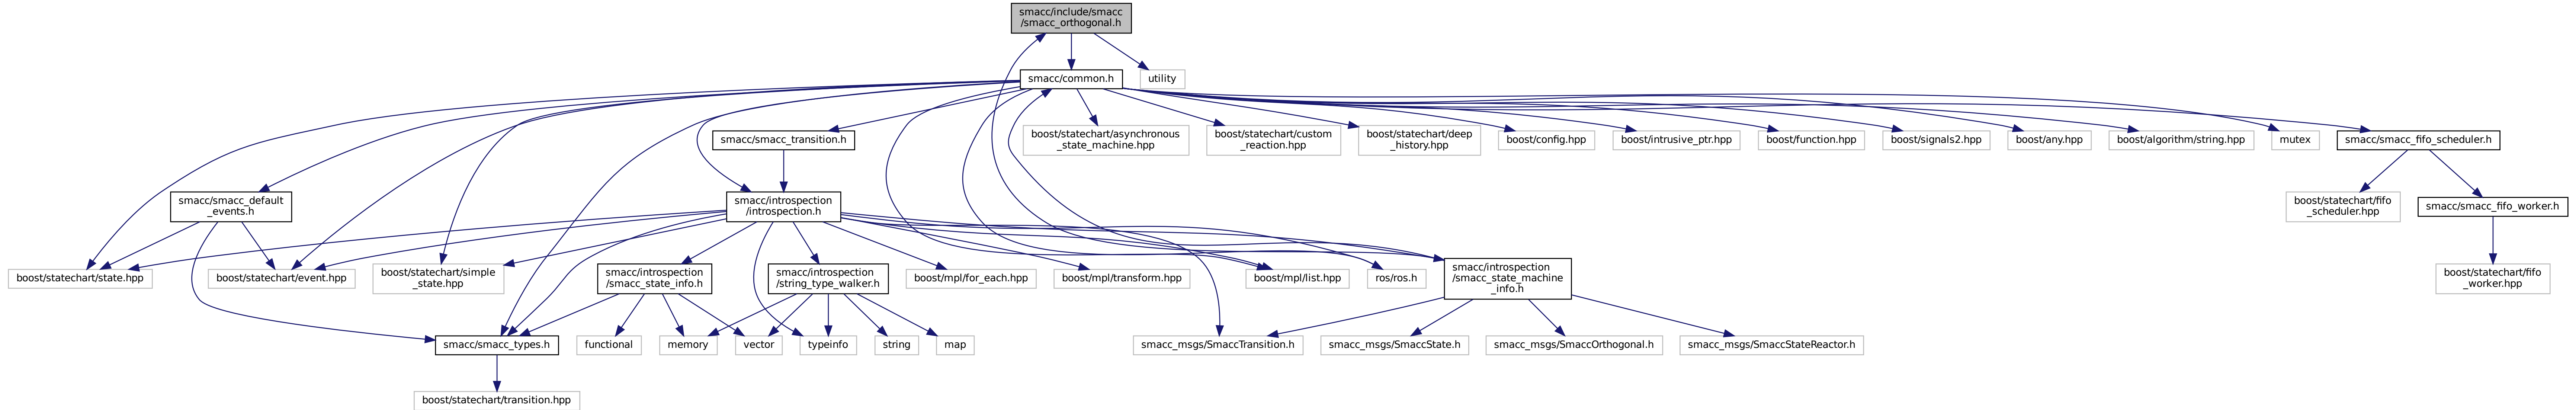 smacc/include/smacc
/smacc_orthogonal.h
smacc/common.h
utility
smacc/smacc_transition.h
boost/statechart/asynchronous
_state_machine.hpp
boost/statechart/custom
_reaction.hpp
boost/statechart/deep
_history.hpp
boost/config.hpp
boost/intrusive_ptr.hpp
boost/function.hpp
boost/signals2.hpp
boost/any.hpp
boost/algorithm/string.hpp
mutex
smacc/smacc_fifo_scheduler.h
smacc/smacc_default
_events.h
smacc/introspection
/introspection.h
boost/statechart/fifo
_scheduler.hpp
smacc/smacc_fifo_worker.h
boost/statechart/state.hpp
boost/statechart/event.hpp
boost/statechart/simple
_state.hpp
smacc/introspection
/smacc_state_info.h
smacc/introspection
/string_type_walker.h
boost/mpl/for_each.hpp
boost/mpl/transform.hpp
boost/mpl/list.hpp
ros/ros.h
smacc/introspection
/smacc_state_machine
_info.h
boost/statechart/fifo
_worker.hpp
smacc/smacc_types.h
functional
memory
vector
typeinfo
string
map
smacc_msgs/SmaccTransition.h
smacc_msgs/SmaccState.h
smacc_msgs/SmaccOrthogonal.h
smacc_msgs/SmaccStateReactor.h
boost/statechart/transition.hpp